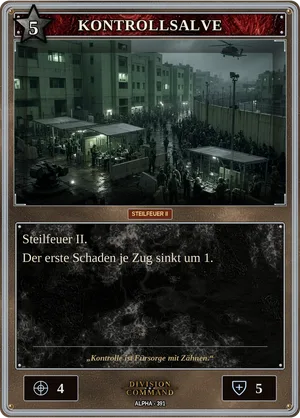 5
KONTROLLSALVE
STEILFEUER II
Steilfeuer II.
Der erste Schaden je Zug sinkt um 1.
„Kontrolle ist Fürsorge mit Zähnen.“
4
DIVISION
COMMAND
ALPHA · 391
5